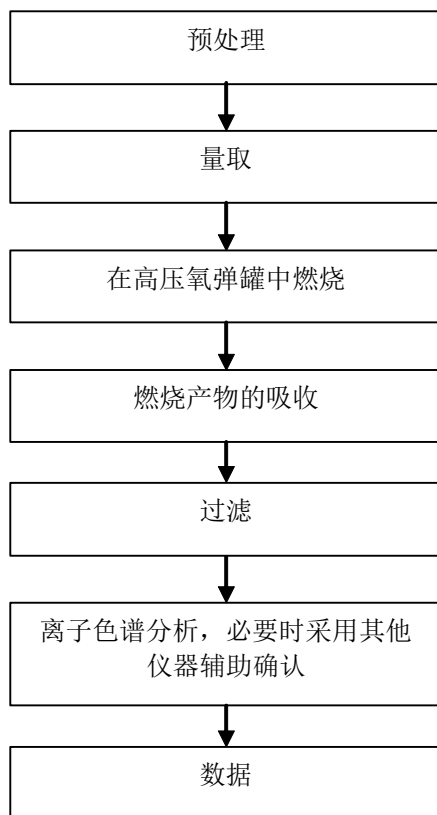 预处理
量取
在高压氧弹罐中燃烧
燃烧产物的吸收
过滤
离子色谱分析，必要时采用其他
仪器辅助确认
数据